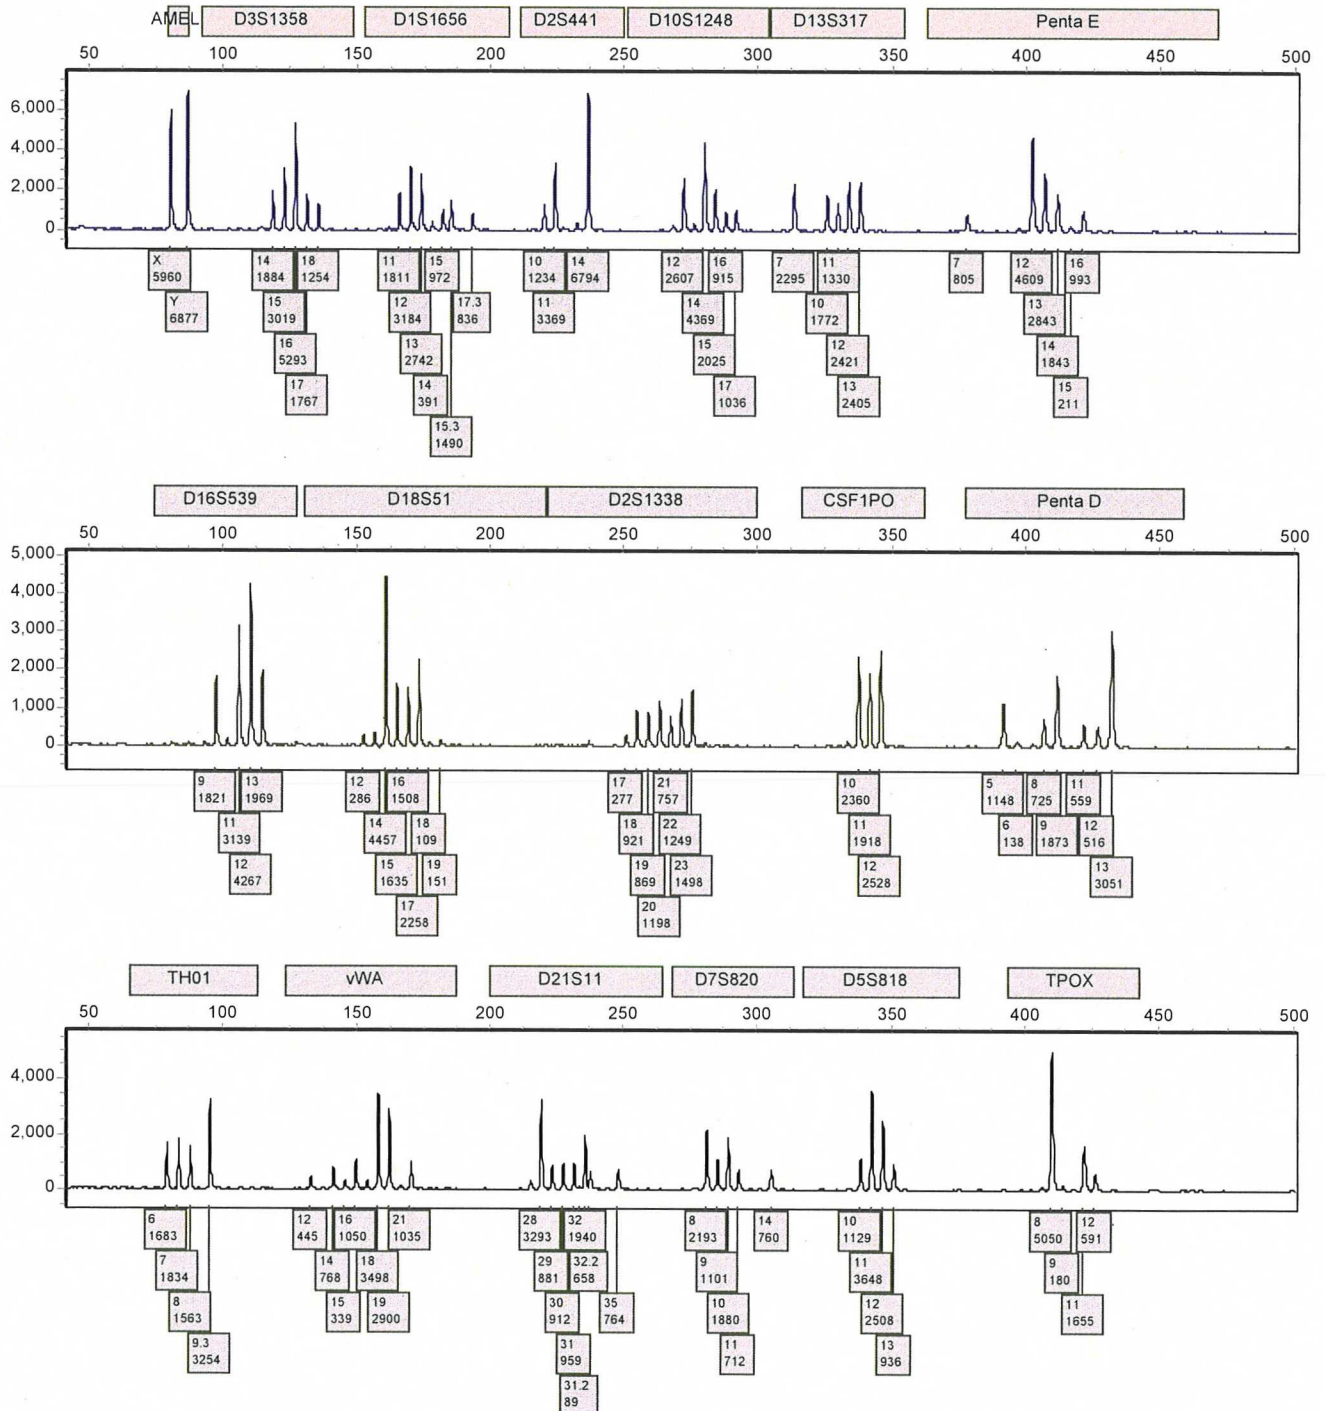 AMEL D3S1358 D1S1656 D2S441 D10S1248 D13S317 Penta E
50 100 150 200 250 300 350 400 450 500
6,000
4,000
2,000
0
X 14 18 11 15 10 14 12 16 7 11 7 12 16
5960 1884 1254 1811 972 1234 6794 2607 915 2295 1330 805 4609 993
Y 15 12 17.3 11 14 10 13
6877 3019 3184 836 3369 4369 1772 2843
16 13 15 12 14
5293 2742 2025 2421 1843
17 14 17 13 15
1767 391 1036 2405 211
15.3
1490
D16S539 D18S51 D2S1338 CSF1PO Penta D
50 100 150 200 250 300 350 400 450 500
5,000
4,000
3,000
2,000
1,000
0
9 13 12 16 17 21 10 5 8 11
1821 1969 286 1508 277 757 2360 1148 725 559
11 14 18 18 22 11 6 9 12
3139 4457 109 921 1249 1918 138 1873 516
12 15 19 19 23 12 13
4267 1635 151 869 1498 2528 3051
17 20
2258 1198
TH01 vWA D21S11 D7S820 D5S818 TPOX
50 100 150 200 250 300 350 400 450 500
4,000
2,000
0
6 12 16 21 28 32 8 14 10 8 12
1683 445 1050 1035 3293 1940 2193 760 1129 5050 591
7 14 18 29 32.2 9 11 9
1834 768 3498 881 658 1101 3648 180
8 15 19 30 35 10 12 11
1563 339 2900 912 764 1880 2508 1655
9.3 31 11 13
3254 959 712 936
31.2
89